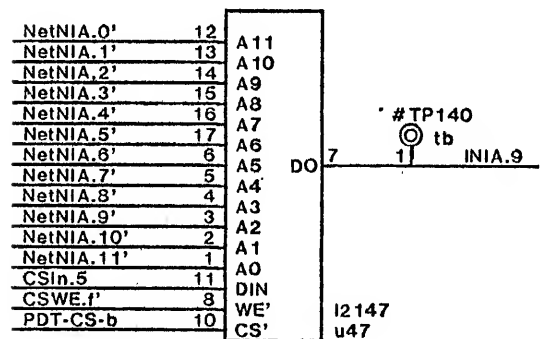 NetNIA.0' 12 A11
NetNIA.1' 13 A10
NetNIA,2' 14 A9
NetNIA.3' 15 A8
NetNIA.4' 16 A7
NetNIA.5' 17 A6
NetNIA.6' 6 A5
NetNIA.7' 5 A4
NetNIA.8' 4 A3
NetNIA.9' 3 A2
NetNIA.10' 2 A1
NetNIA.11' 1 A0
CSIn.5 11 DIN
CSWE.f' 8 WE'
PDT-CS-b 10 CS'
#TP140
tb
DO 7 1 INIA.9
I2147
u47